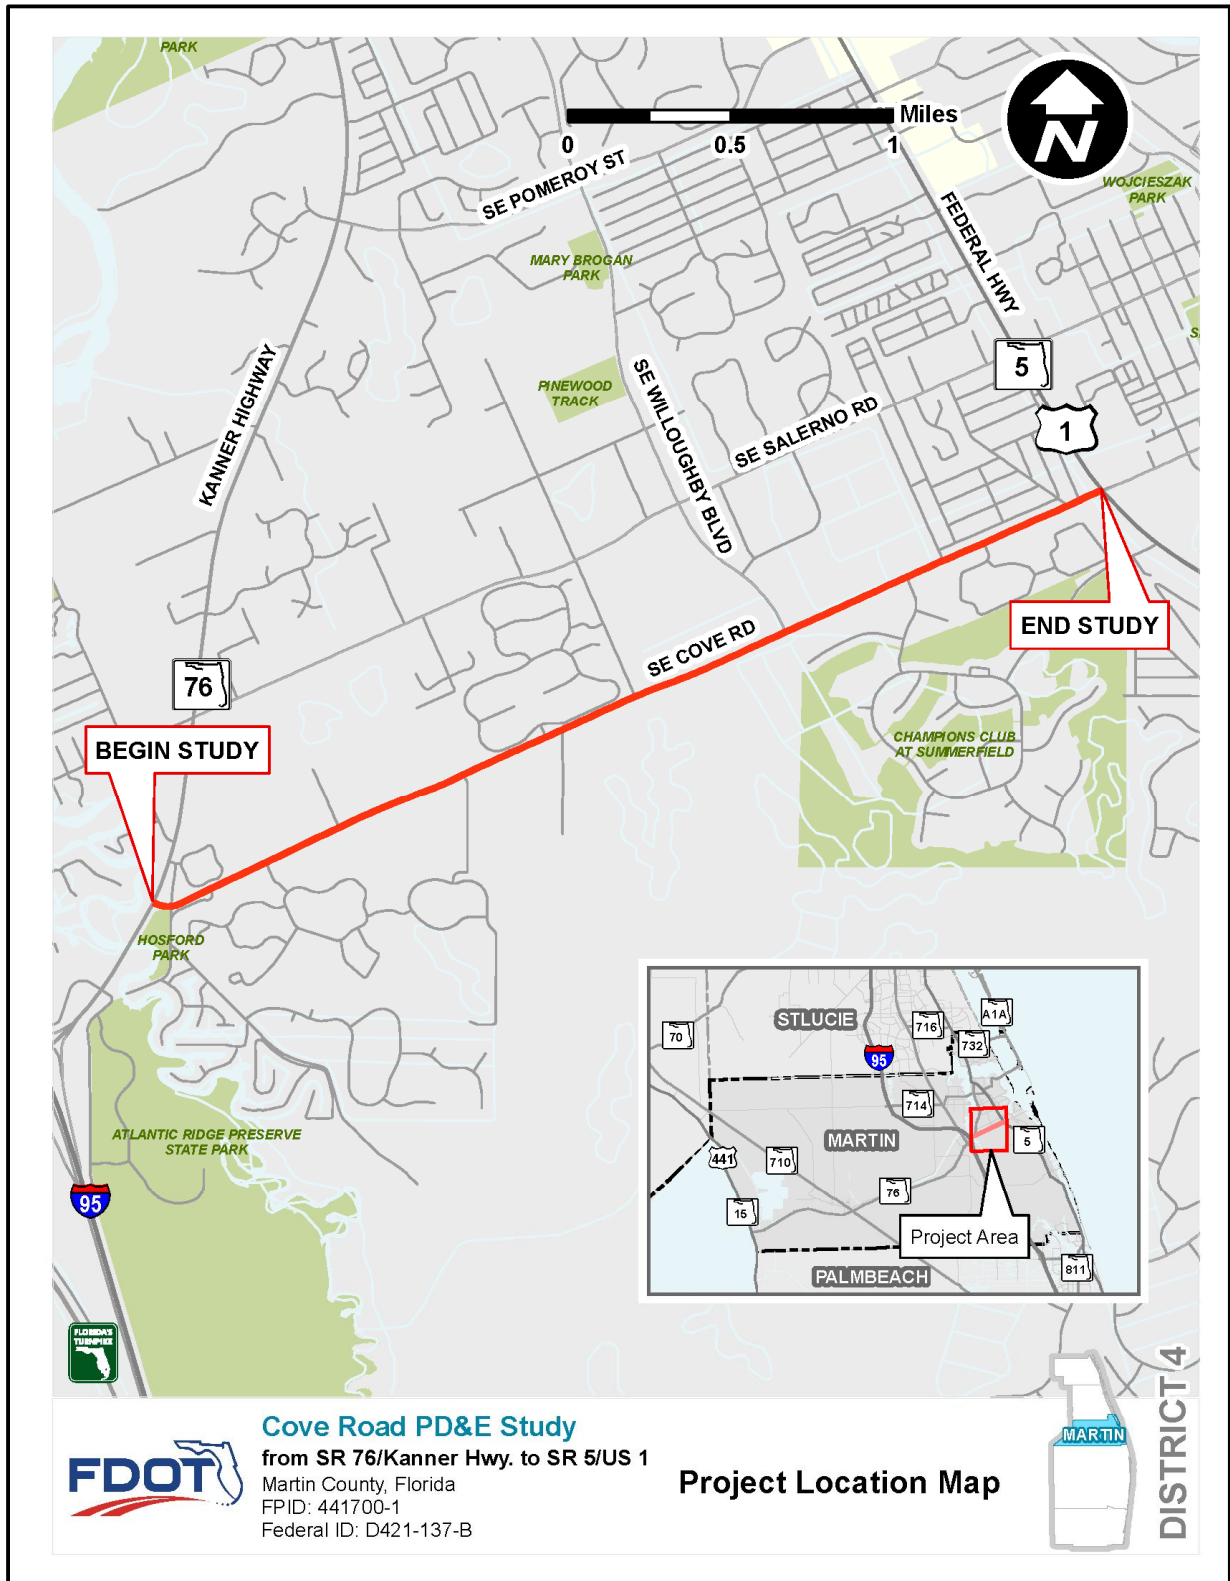 PARK
Miles
0 0.5 1
N
SE POMEROY ST
WOJCIESZAK
PARK
FEDERAL HWY
MARY BROGAN
PARK
S
KANNER HIGHWAY
5
PINEWOOD
TRACK
SE WILLOUGHBY BLVD
SE SALERNO RD
1
END STUDY
SE COVE RD
76
BEGIN STUDY
CHAMPIONS CLUB
AT SUMMERFIELD
HOSFORD
PARK
STLUCIE
A1A
716
70
732
95
714
MARTIN
5
441
710
76
15
Project Area
811
PALMBEACH
ATLANTIC RIDGE PRESERVE
STATE PARK
95
FLORIDA'S
TURNPIKE
FDOT
Cove Road PD&E Study
from SR 76/Kanner Hwy. to SR 5/US 1
Martin County, Florida
FPID: 441700-1
Federal ID: D421-137-B
Project Location Map
MARTIN
DISTRICT 4